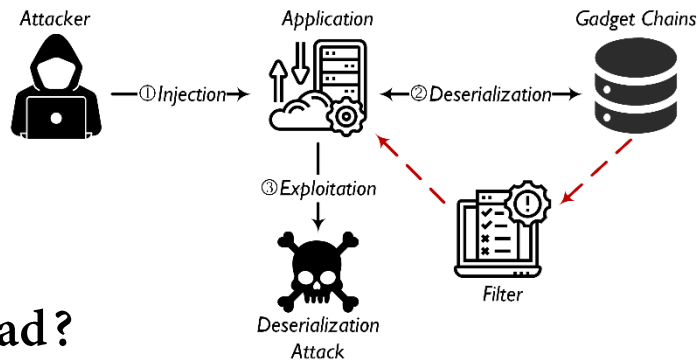 Attacker
Application
Gadget Chains
①Injection
②Deserialization
③Exploitation
Filter
ad?
Deserialization
Attack